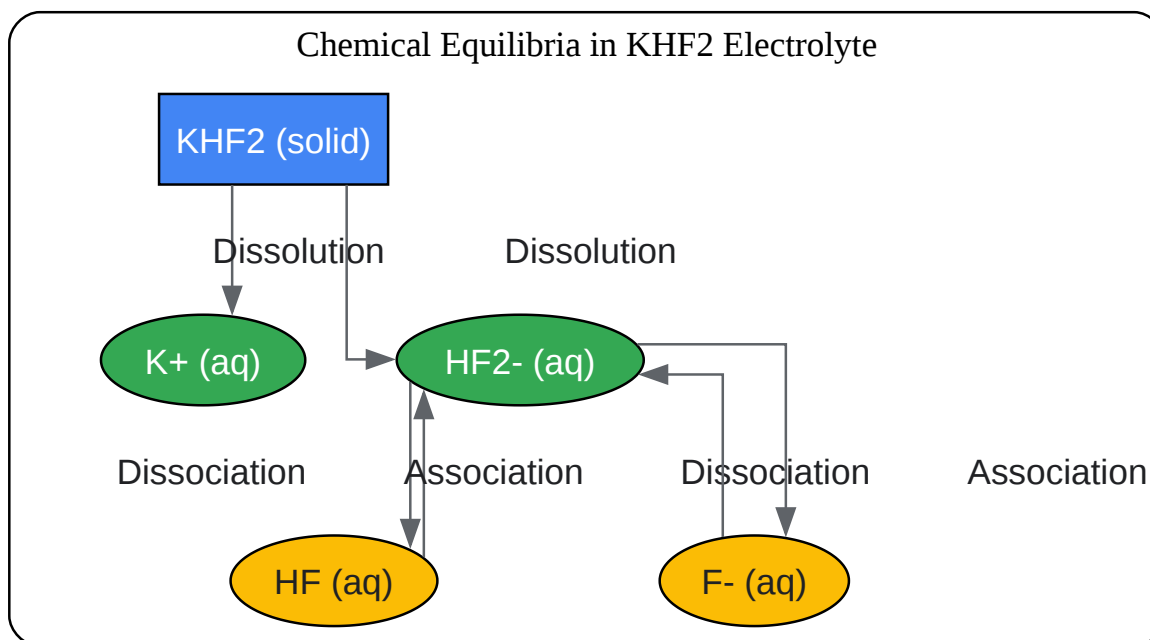 Chemical Equilibria in KHF2 Electrolyte
KHF2 (solid)
Dissolution
Dissolution
K+ (aq)
HF2- (aq)
Dissociation
Association
Dissociation
Association
HF (aq)
F- (aq)